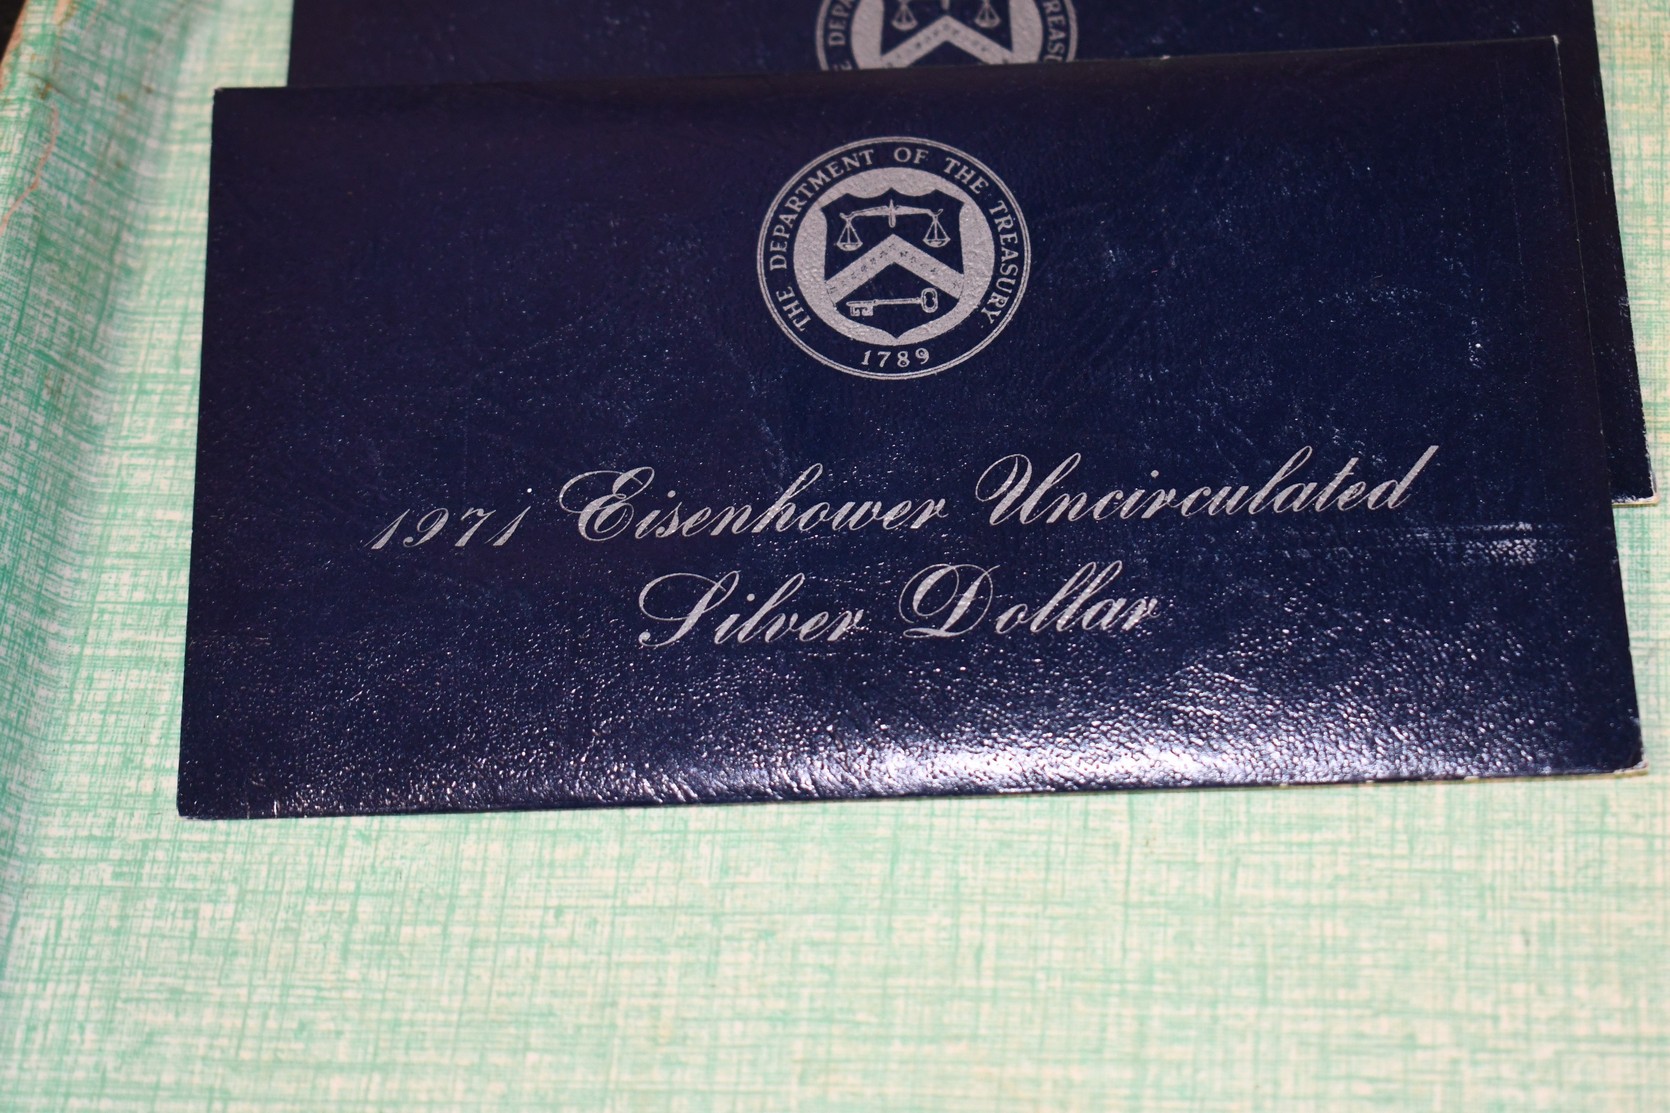 THE DEPARTMENT OF THE TREASURY
1789
1971 Eisenhower Uncirculated
Silver Dollar